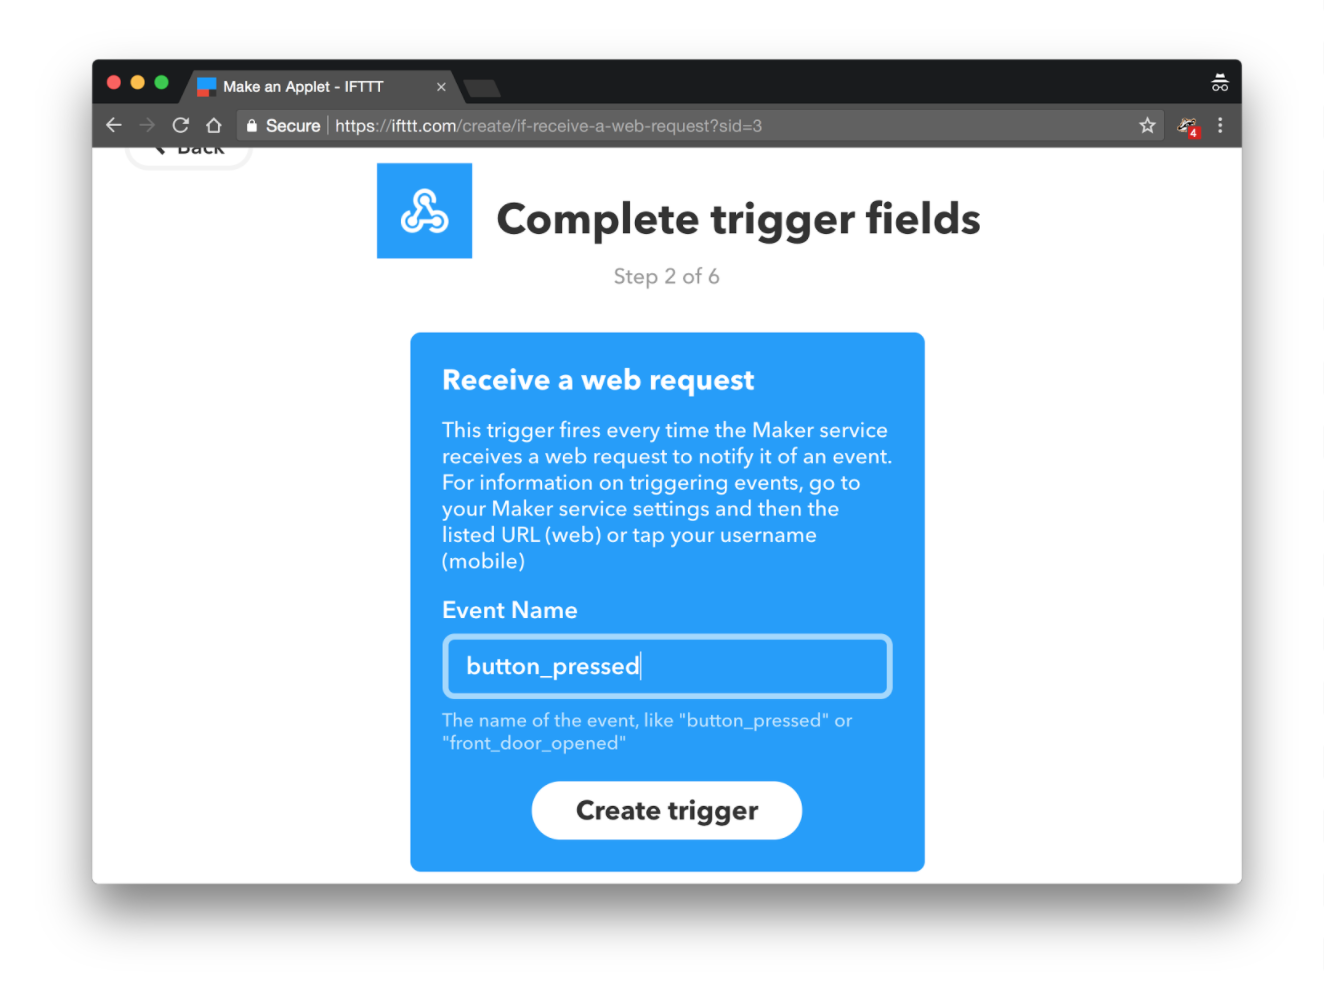 Make an Applet - IFTTT
Secure
https://ifttt.com/create/if-receive-a-web-request?sid=3
4
Back
Complete trigger fields
Step 2 of 6
Receive a web request
This trigger fires every time the Maker service
receives a web request to notify it of an event.
For information on triggering events, go to
your Maker service settings and then the
listed URL (web) or tap your username
(mobile)
Event Name
button_pressed
The name of the event, like "button_pressed" or
"front_door_opened"
Create trigger